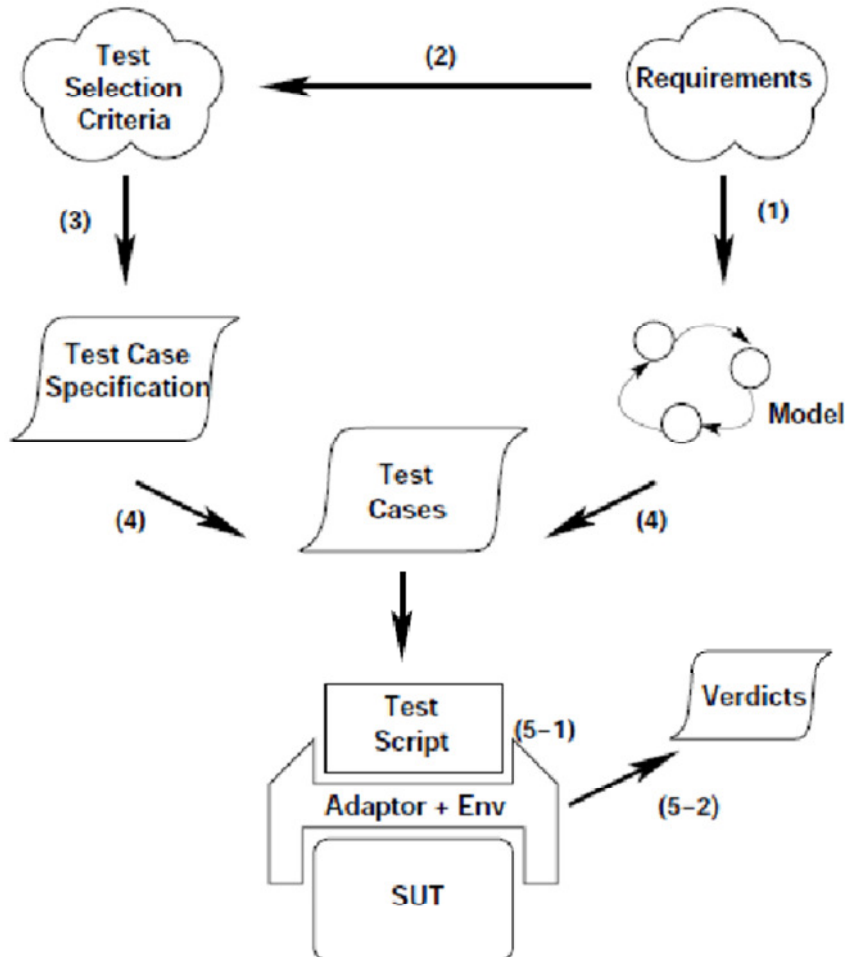 Test
Selection
Criteria
(2)
Requirements
(3)
(1)
Test Case
Specification
Model
Test
Cases
(4)
(4)
Test
Script
(5-1)
Verdicts
Adaptor + Env
(5-2)
SUT